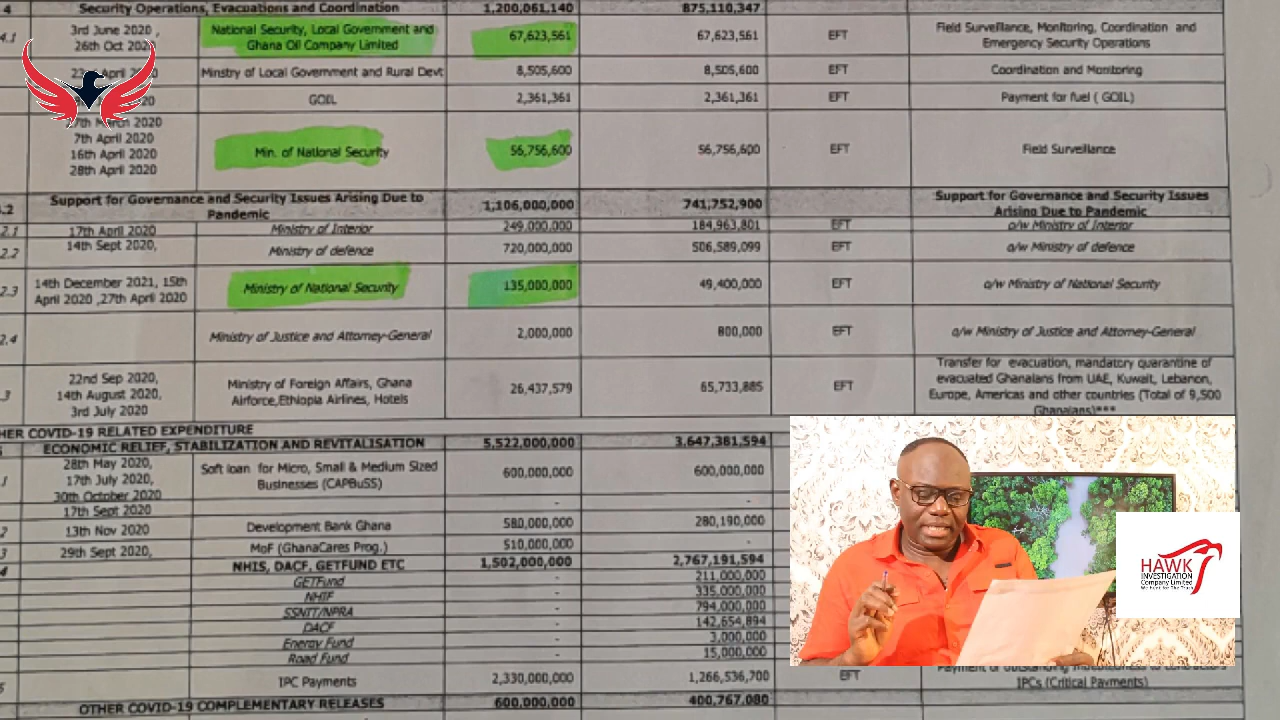 4 Security Operations, Evacuations and Coordination 1,200,061,140 875,110,347
4.1 3rd June 2020 , National Security, Local Government and 67,623,561 67,623,561 EFT Field Surveillance, Monitoring, Coordination and
26th Oct 2020 Ghana Oil Company Limited Emergency Security Operations
April Minstry of Local Government and Rural Devt 8,505,600 8,505,600 EFT Coordination and Monitoring
GOIL 2,361,361 2,361,361 EFT Payment for fuel ( GOIL)
March 2020
7th April 2020
16th April 2020 Min. of National Security 56,756,600 56,756,600 EFT Field Surveillance
28th April 2020
.2 Support for Governance and Security Issues Arising Due to 1,106,000,000 741,752,900 Support for Governance and Security Issues
Pandemic Arising Due to Pandemic
2.1 17th April 2020 Ministry of Interior 249,000,000 184,963,801 EFT o/w Ministry of Interior
2.2 14th Sept 2020, Ministry of defence 720,000,000 506,589,099 EFT o/w Ministry of defence
2.3 14th December 2021, 15th Ministry of National Security 135,000,000 49,400,000 EFT o/w Ministry of National Security
April 2020 ,27th April 2020
2.4 Ministry of Justice and Attorney-General 2,000,000 800,000 EFT o/w Ministry of Justice and Attorney-General
.3 22nd Sep 2020, Ministry of Foreign Affairs, Ghana 26,437,579 65,733,885 EFT Transfer for evacuation, mandatory quarantine of
14th August 2020, Airforce,Ethiopia Airlines, Hotels evacuated Ghanaians from UAE, Kuwait, Lebanon,
3rd July 2020 Europe, Americas and other countries (Total of 9,500
Ghanaians)***
HER COVID-19 RELATED EXPENDITURE
ECONOMIC RELIEF, STABILIZATION AND REVITALISATION 5,522,000,000 3,647,381,594
1 28th May 2020, Soft loan for Micro, Small & Medium Sized 600,000,000 600,000,000
17th July 2020, Businesses (CAPBuSS)
30th October 2020
17th Sept 2020 - -
2 13th Nov 2020 Development Bank Ghana 580,000,000 280,190,000
3 29th Sept 2020, MoF (GhanaCares Prog.) 510,000,000 -
4 NHIS, DACF, GETFUND ETC 1,502,000,000 2,767,191,594
GETFund - 211,000,000
NHIF - 335,000,000
SSNIT/NPRA - 794,000,000
DACF - 142,654,894
Energy Fund - 3,000,000
Road Fund - 15,000,000
5 IPC Payments 2,330,000,000 1,266,536,700 EFT
IPCs (Critical Payments)
OTHER COVID-19 COMPLEMENTARY RELEASES 600,000,000 400,767,080
HAWK
INVESTIGATION
Company Limited
We Hunt for the Truth